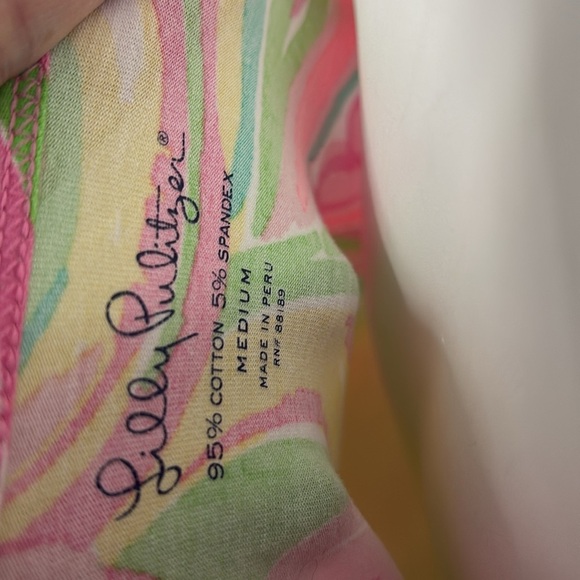 Lilly Pulitzer®
95% COTTON 5% SPANDEX
MEDIUM
MADE IN PERU
RN# 88189